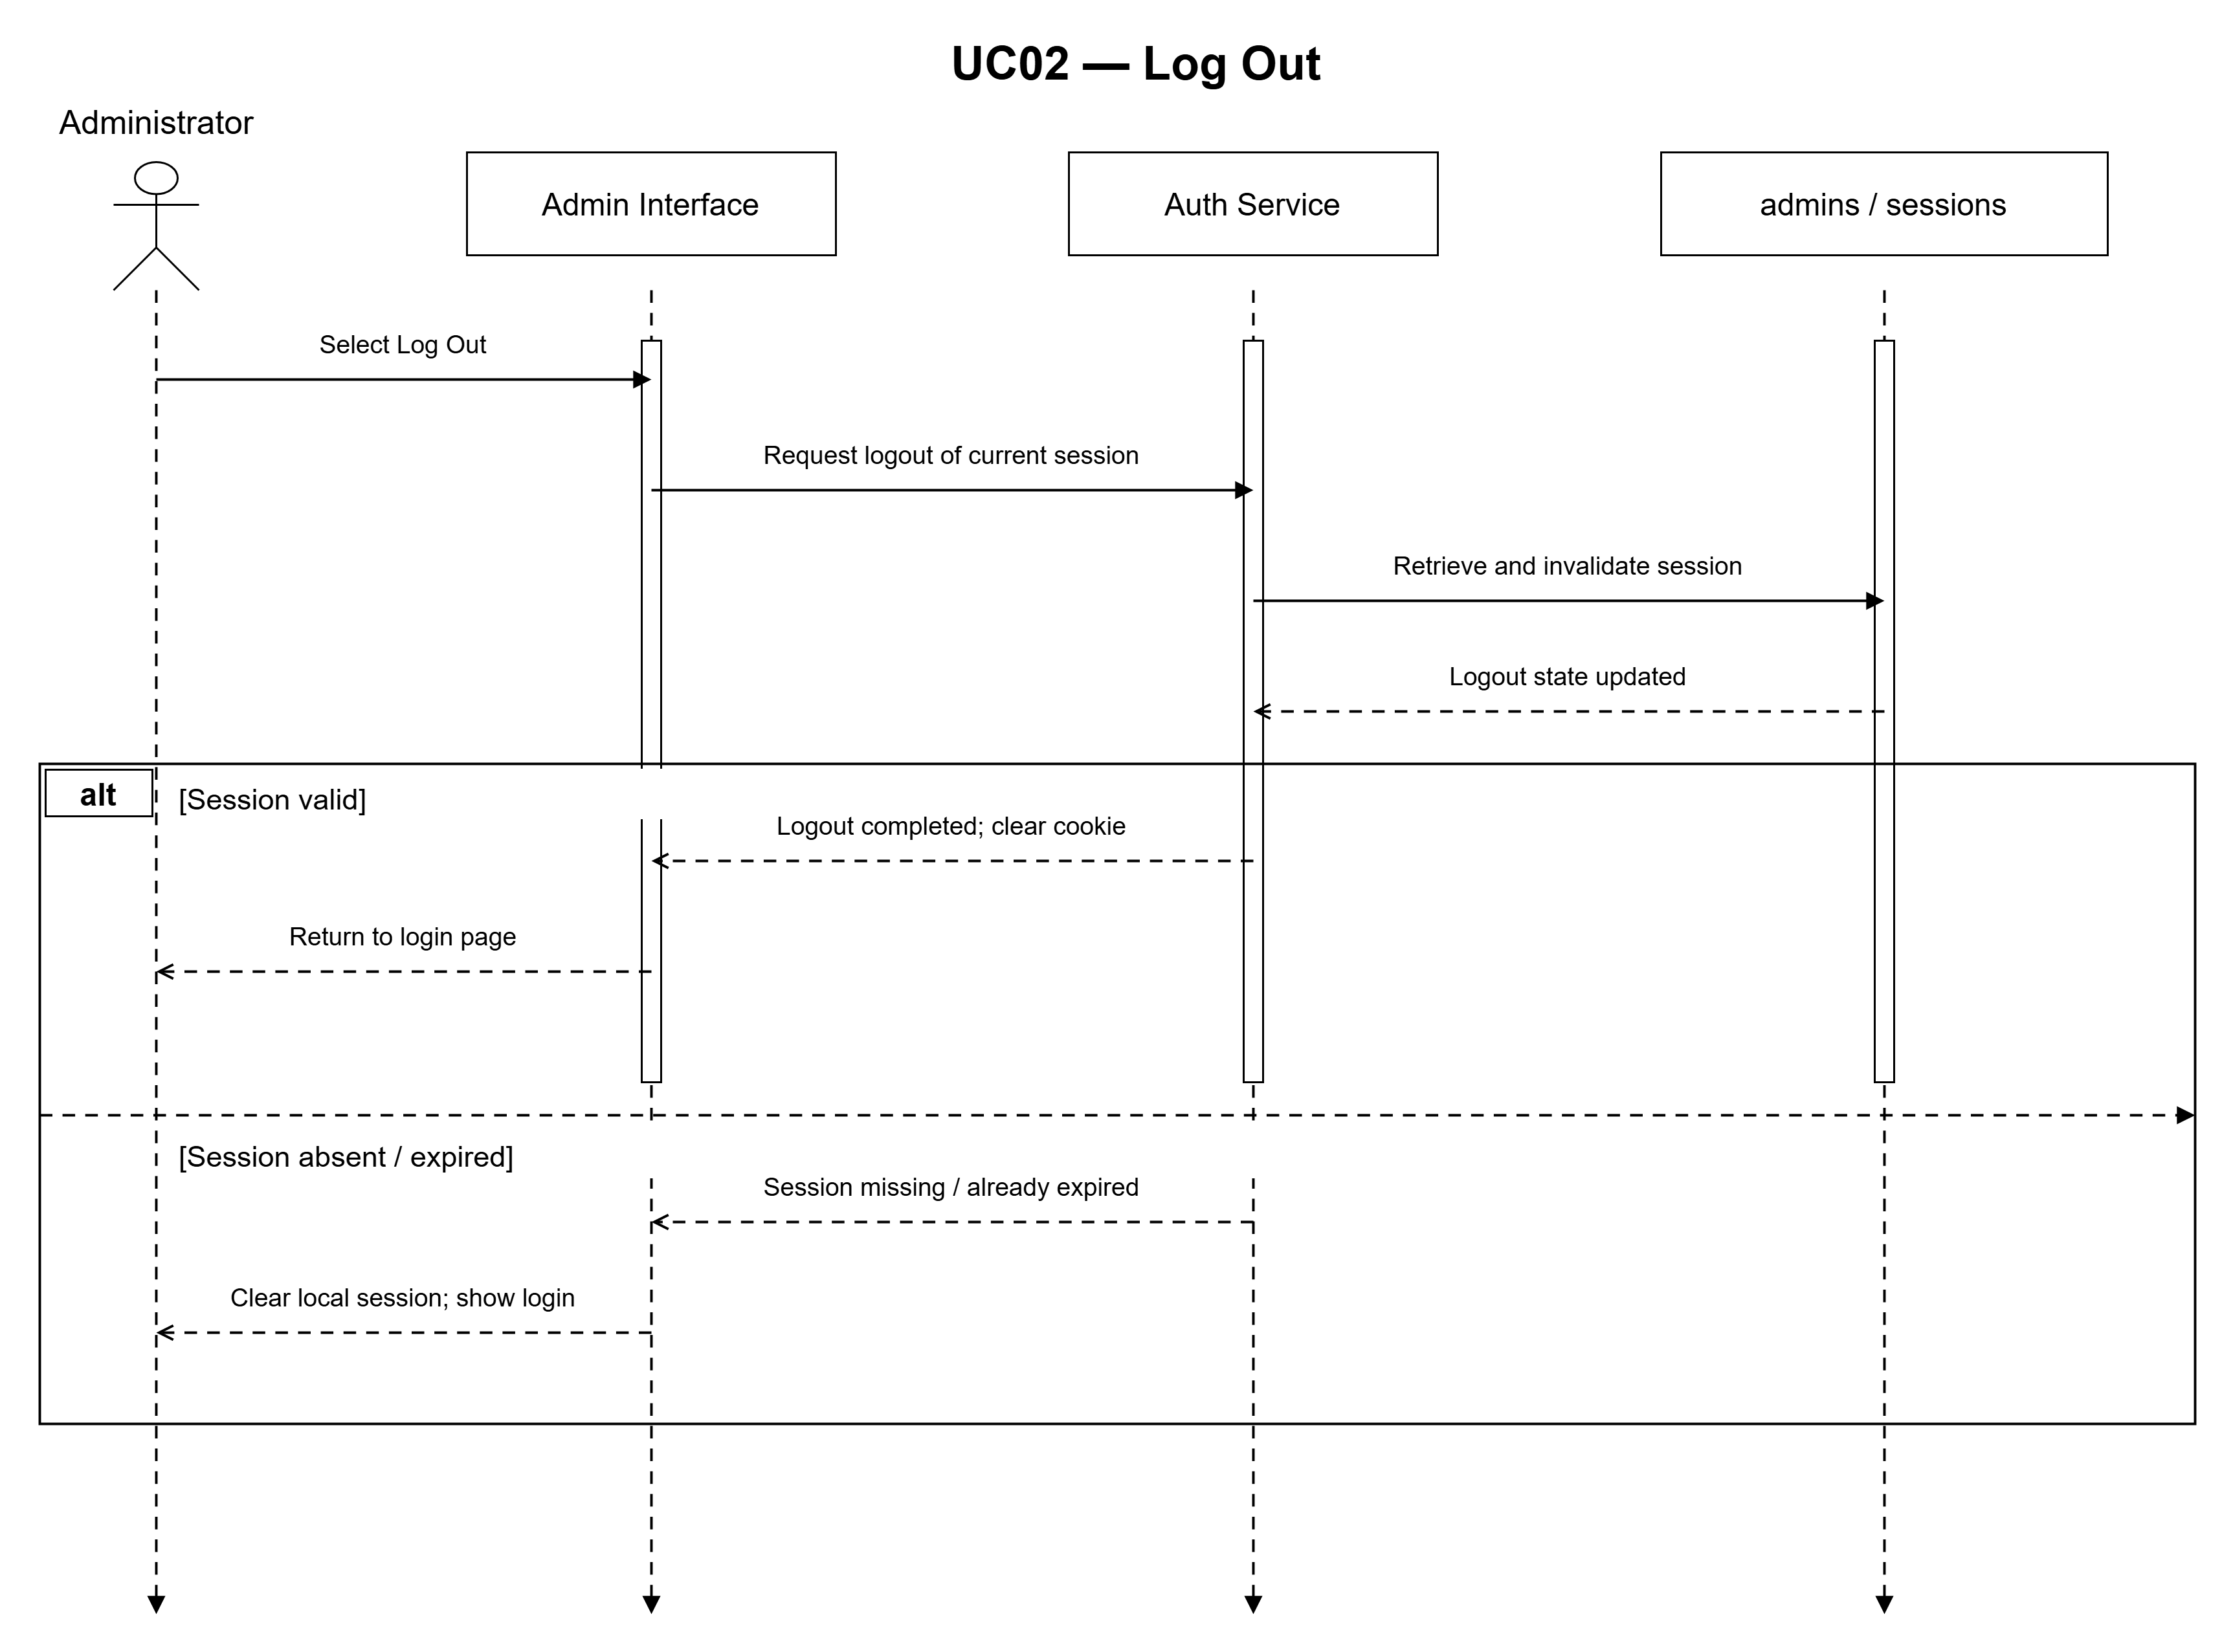 UC02 — Log Out
Administrator
Admin Interface
Auth Service
admins / sessions
Select Log Out
Request logout of current session
Retrieve and invalidate session
Logout state updated
alt
[Session valid]
Logout completed; clear cookie
Return to login page
[Session absent / expired]
Session missing / already expired
Clear local session; show login